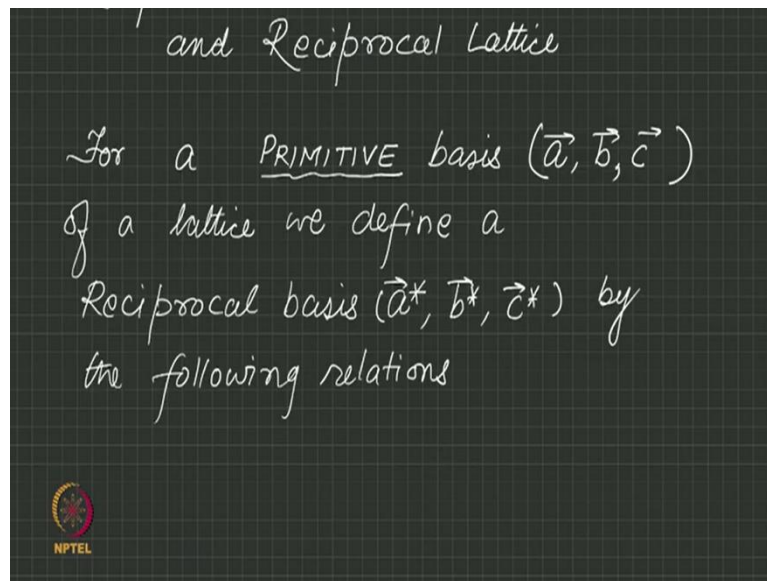 and Reciprocal Lattice
For a PRIMITIVE basis (a⃗, b⃗, c⃗)
of a lattice we define a
Reciprocal basis (a⃗*, b⃗*, c⃗*) by
the following relations
NPTEL